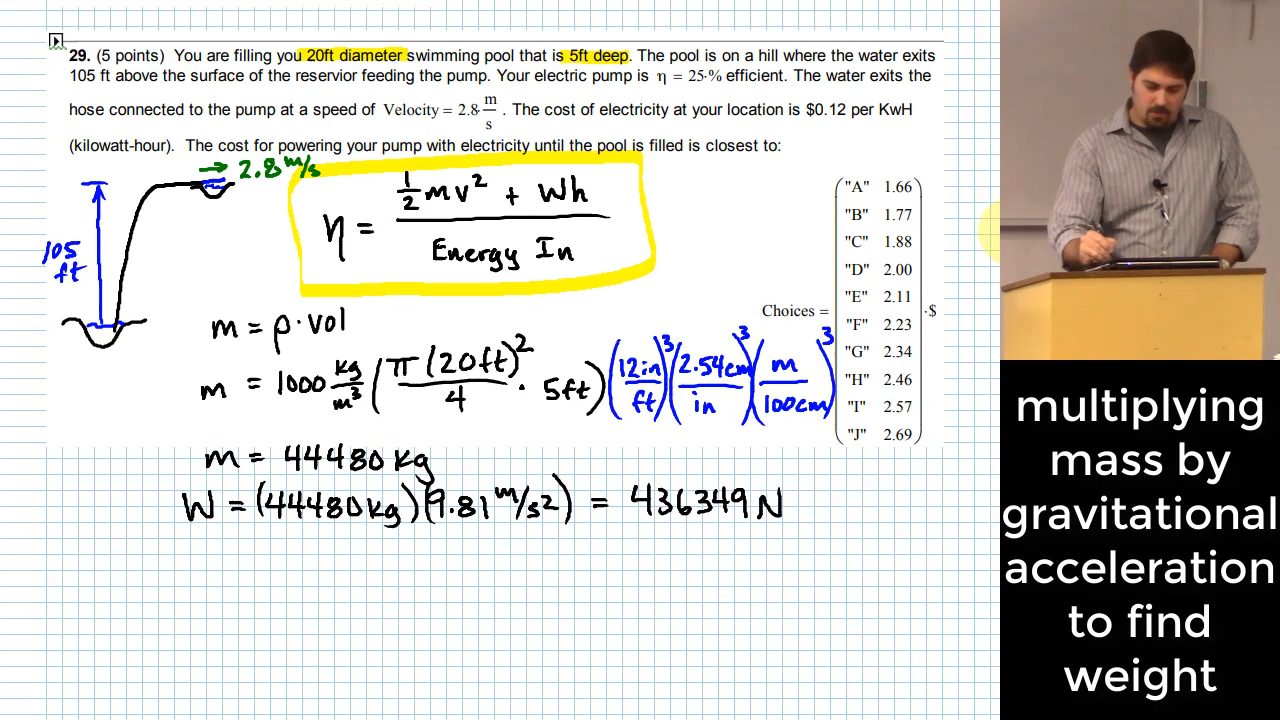 29. (5 points) You are filling you 20ft diameter swimming pool that is 5ft deep. The pool is on a hill where the water exits
105 ft above the surface of the reservior feeding the pump. Your electric pump is η = 25·% efficient. The water exits the
hose connected to the pump at a speed of Velocity = 2.8 m/s . The cost of electricity at your location is $0.12 per KwH
(kilowatt-hour). The cost for powering your pump with electricity until the pool is filled is closest to:
→ 2.8 m/s
105 ft
η = (½ mv² + Wh) / Energy In
Choices =
"A" 1.66
"B" 1.77
"C" 1.88
"D" 2.00
"E" 2.11
"F" 2.23
"G" 2.34
"H" 2.46
"I" 2.57
"J" 2.69
·$
m = ρ·vol
m = 1000 kg/m³ (π(20ft)²/4 · 5ft) (12in/ft)³ (2.54cm/in)³ (m/100cm)³
m = 44480 kg
W = (44480 kg)(9.81 m/s²) = 436349 N
multiplying
mass by
gravitational
acceleration
to find
weight